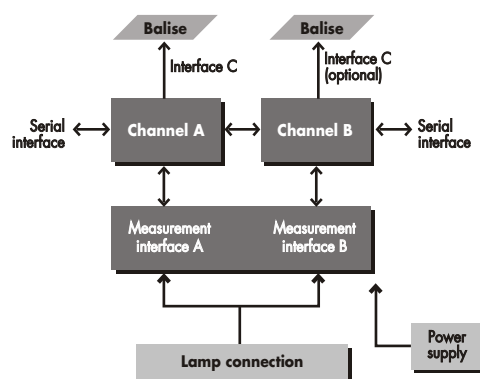 Balise
Balise
Interface C
Interface C
(optional)
Serial
interface
Channel A
Channel B
Serial
interface
Measurement
interface A
Measurement
interface B
Power
supply
Lamp connection